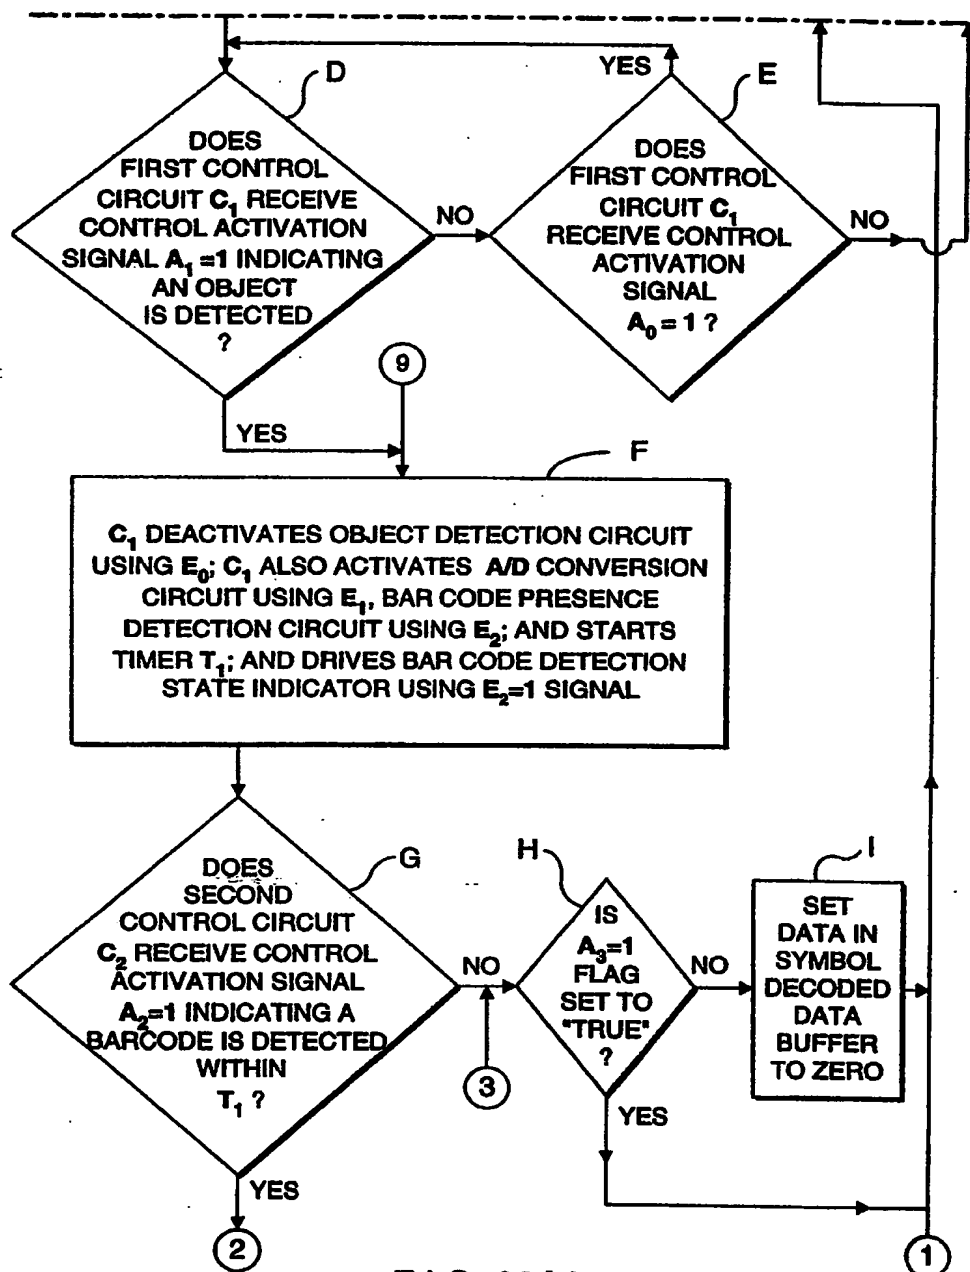 YES
D
E
DOES
FIRST CONTROL
CIRCUIT C₁ RECEIVE
CONTROL ACTIVATION
SIGNAL A₁ =1 INDICATING
AN OBJECT
IS DETECTED
?
NO
DOES
FIRST CONTROL
CIRCUIT C₁
RECEIVE CONTROL
ACTIVATION
SIGNAL
A₀ = 1 ?
NO
9
YES
F
C₁ DEACTIVATES OBJECT DETECTION CIRCUIT
USING E₀; C₁ ALSO ACTIVATES A/D CONVERSION
CIRCUIT USING E₁, BAR CODE PRESENCE
DETECTION CIRCUIT USING E₂; AND STARTS
TIMER T₁; AND DRIVES BAR CODE DETECTION
STATE INDICATOR USING E₂=1 SIGNAL
G
DOES
SECOND
CONTROL CIRCUIT
C₂ RECEIVE CONTROL
ACTIVATION SIGNAL
A₂=1 INDICATING A
BARCODE IS DETECTED
WITHIN
T₁ ?
NO
3
H
IS
A₃=1
FLAG
SET TO
"TRUE"
?
NO
I
SET
DATA IN
SYMBOL
DECODED
DATA
BUFFER
TO ZERO
YES
YES
2
1